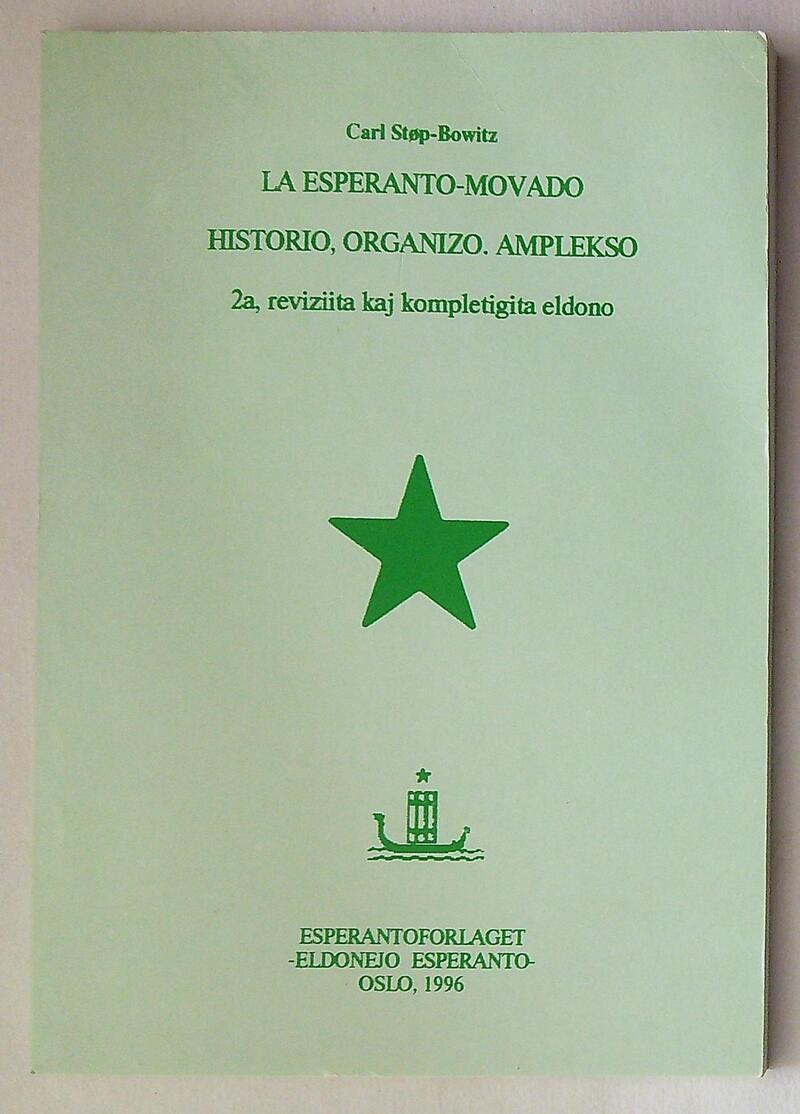 Carl Støp-Bowitz
LA ESPERANTO-MOVADO
HISTORIO, ORGANIZO. AMPLEKSO
2a, reviziita kaj kompletigita eldono
ESPERANTOFORLAGET
-ELDONEJO ESPERANTO-
OSLO, 1996